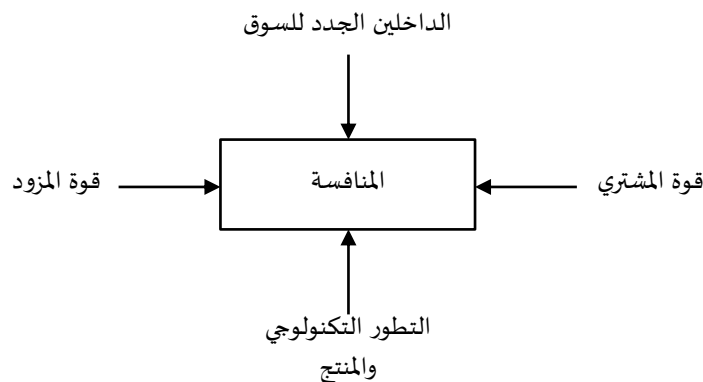 الداخلين الجدد للسوق
قوة المشتري
المنافسة
قوة المزود
التطور التكنولوجي
والمنتج